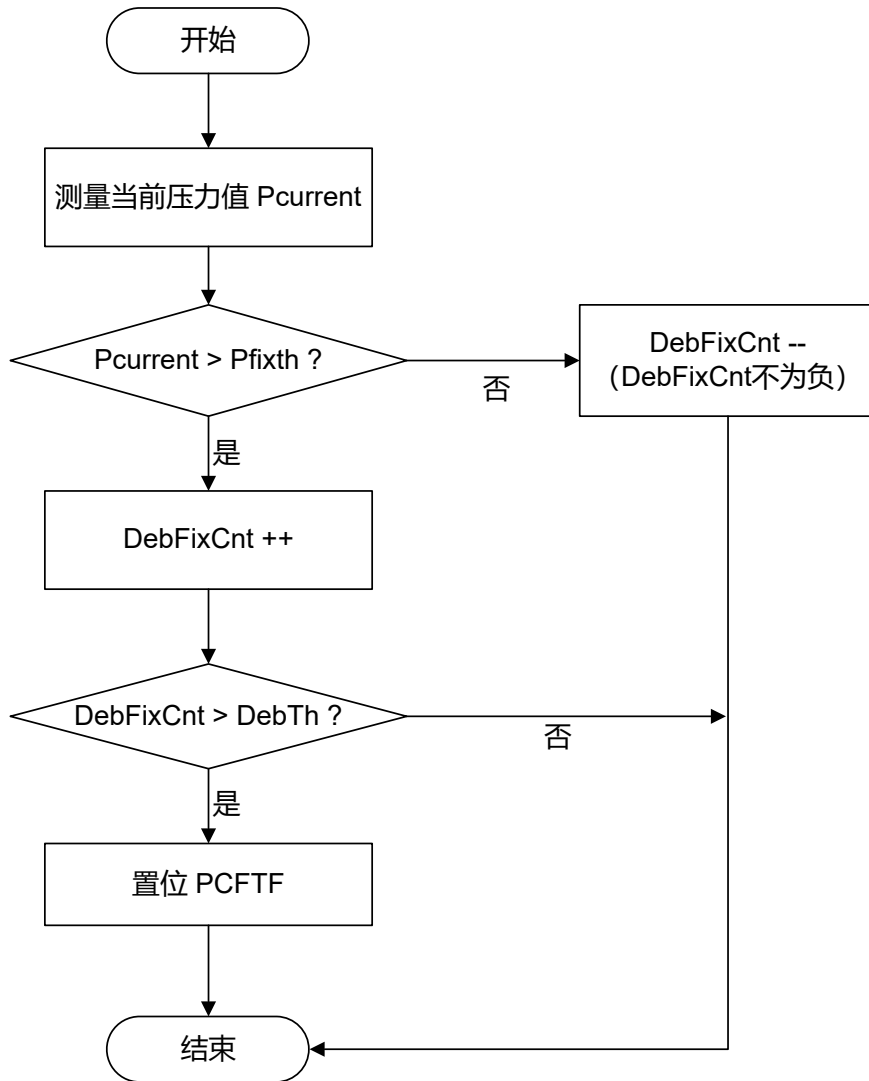 开始
测量当前压力值 Pcurrent
Pcurrent > Pfixth ?
否
DebFixCnt --
（DebFixCnt不为负）
是
DebFixCnt ++
DebFixCnt > DebTh ?
否
是
置位 PCFTF
结束